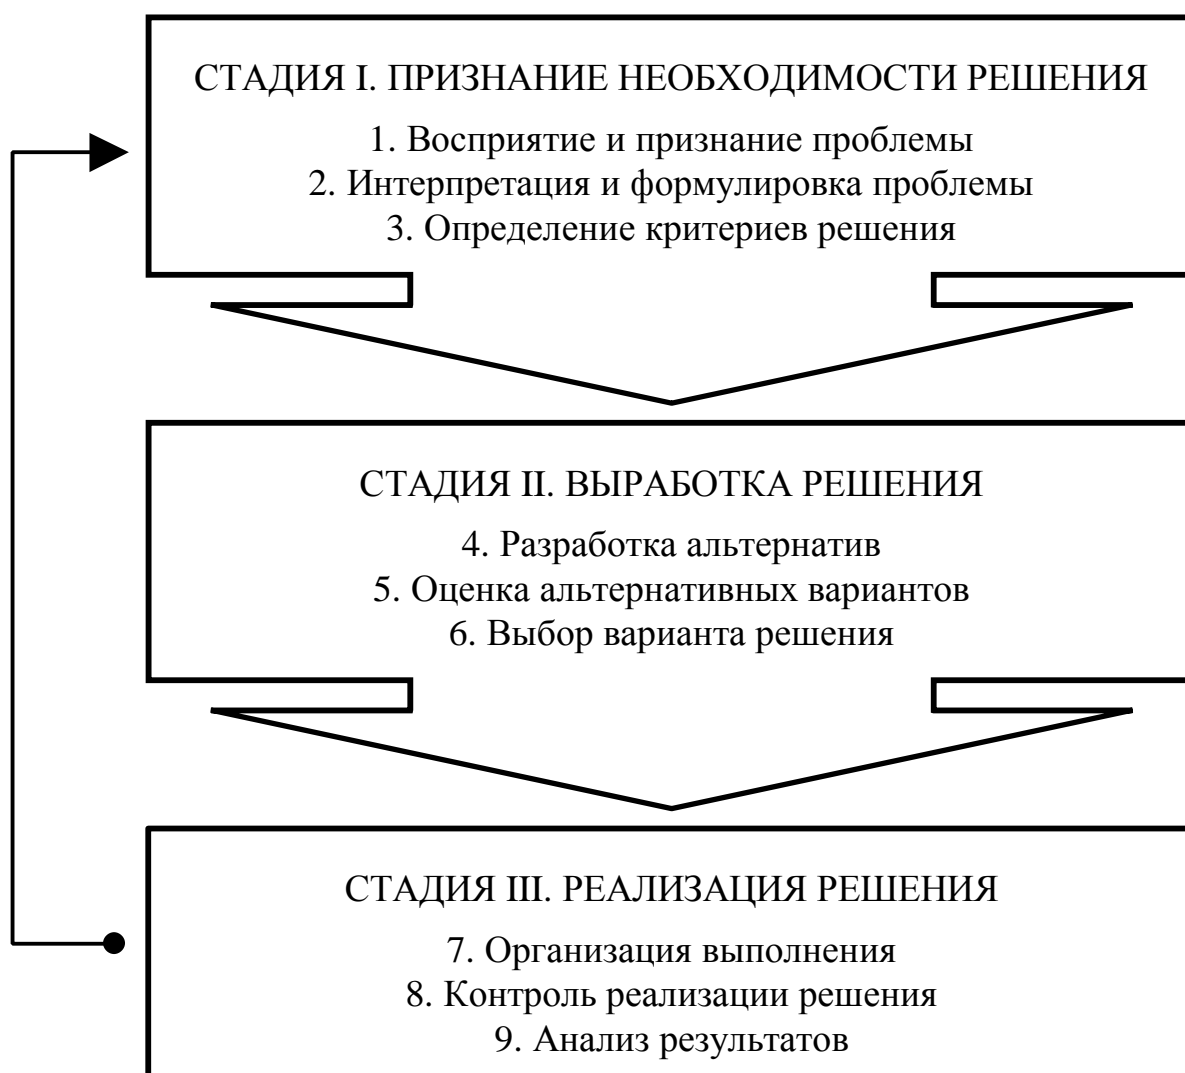 СТАДИЯ I. ПРИЗНАНИЕ НЕОБХОДИМОСТИ РЕШЕНИЯ
1. Восприятие и признание проблемы
2. Интерпретация и формулировка проблемы
3. Определение критериев решения
СТАДИЯ II. ВЫРАБОТКА РЕШЕНИЯ
4. Разработка альтернатив
5. Оценка альтернативных вариантов
6. Выбор варианта решения
СТАДИЯ III. РЕАЛИЗАЦИЯ РЕШЕНИЯ
7. Организация выполнения
8. Контроль реализации решения
9. Анализ результатов